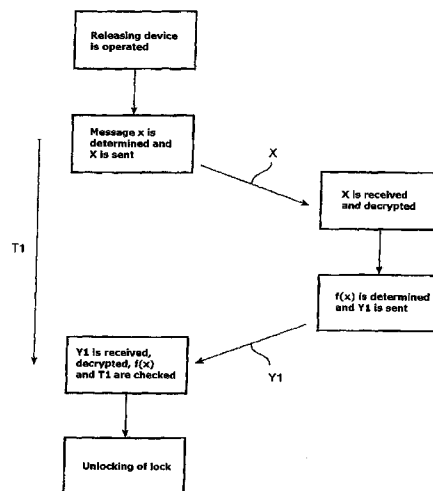 Releasing device
is operated
Message x is
determined and
X is sent
X
X is received
and decrypted
T1
f(x) is determined
and Y1 is sent
Y1 is received,
decrypted, f(x)
and T1 are checked
Y1
Unlocking of lock